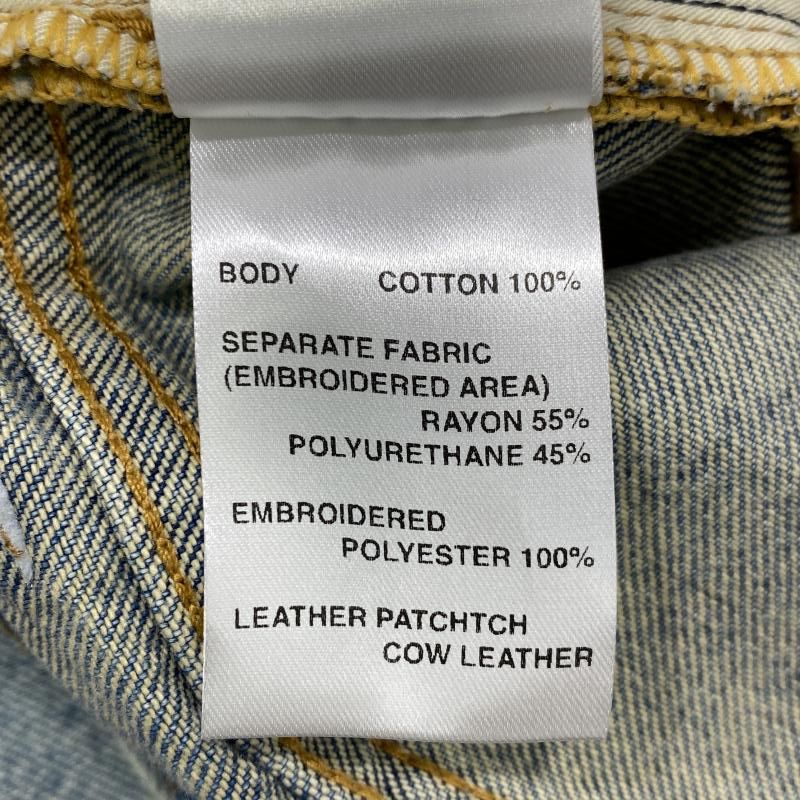 BODY COTTON 100%
SEPARATE FABRIC
(EMBROIDERED AREA)
RAYON 55%
POLYURETHANE 45%
EMBROIDERED
POLYESTER 100%
LEATHER PATCHTCH
COW LEATHER